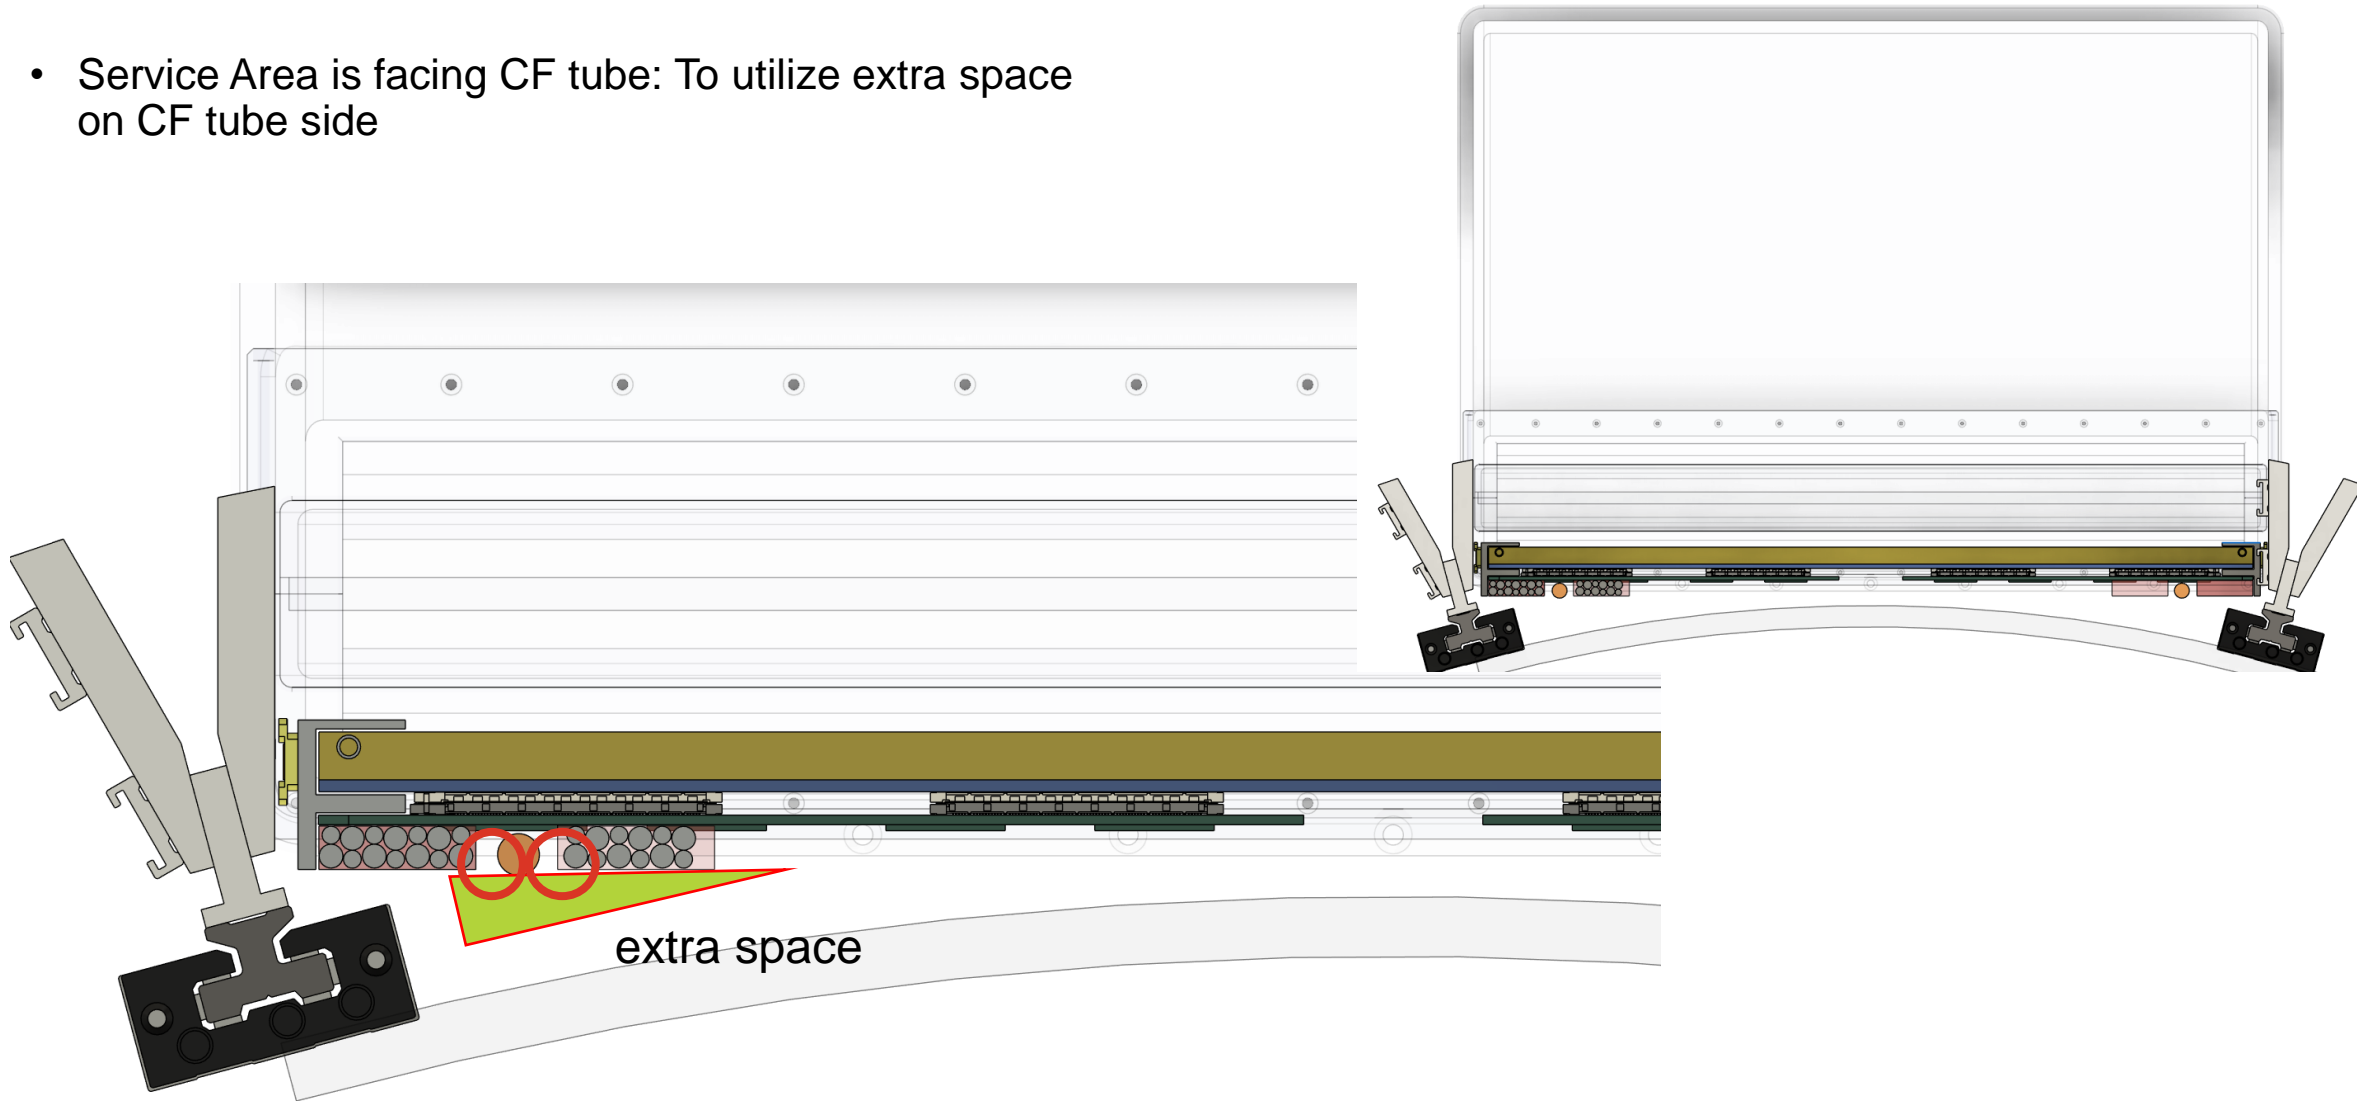 • Service Area is facing CF tube: To utilize extra space
on CF tube side
extra space